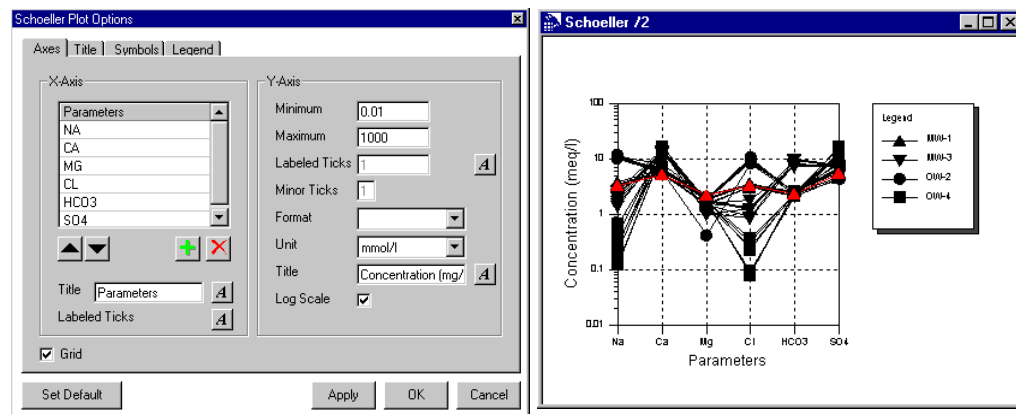 Schoeller Plot Options
Axes
Title
Symbols
Legend
X-Axis
Parameters
NA
CA
MG
CL
HCO3
SO4
Title
Parameters
A
Labeled Ticks
A
Grid
Y-Axis
Minimum
0.01
Maximum
1000
Labeled Ticks
1
A
Minor Ticks
1
Format
Unit
mmol/l
Title
Concentration (mg/
A
Log Scale
Set Default
Apply
OK
Cancel
Schoeller /2
Concentration (meq/l)
100
10
1
0.1
0.01
Na
Ca
Mg
Cl
HCO3
SO4
Parameters
Legend
MW-1
MW-3
OW-2
OW-4